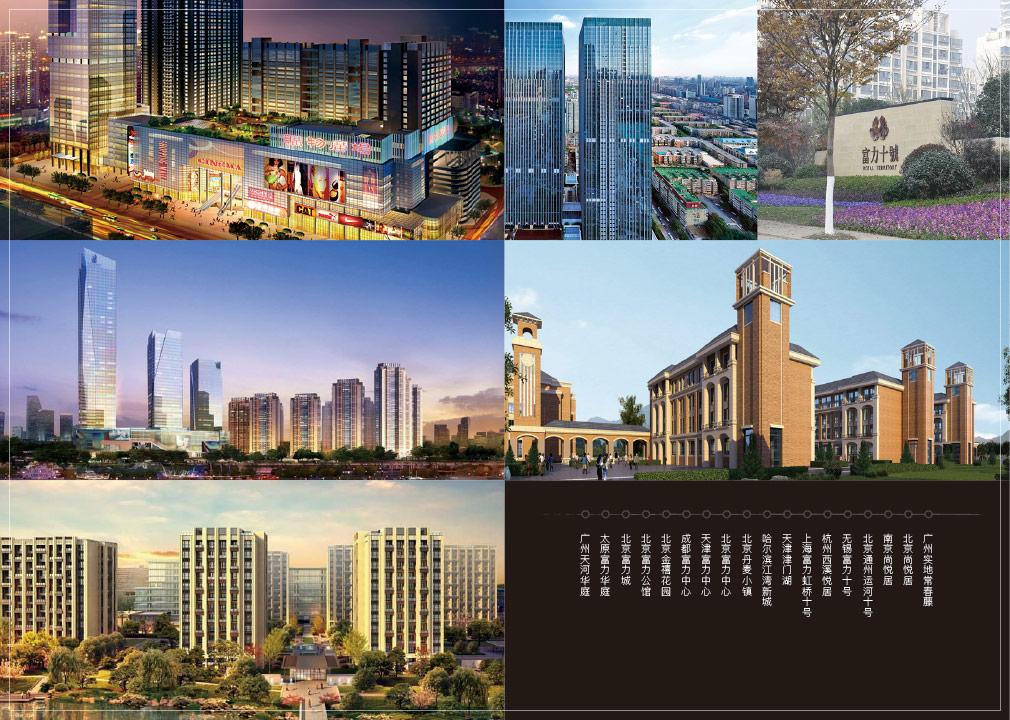 CINEMA
CAT
富力十號
ROYAL TERRITORY
广州天河华庭
太原富力华庭
北京富力城
北京富力公馆
北京金禧花园
成都富力中心
天津富力中心
北京富力中心
北京丹麦小镇
哈尔滨江湾新城
天津津门湖
上海富力虹桥十号
杭州西溪悦居
无锡富力十号
北京通州运河十号
南京尚悦居
北京尚悦居
广州实地常春藤